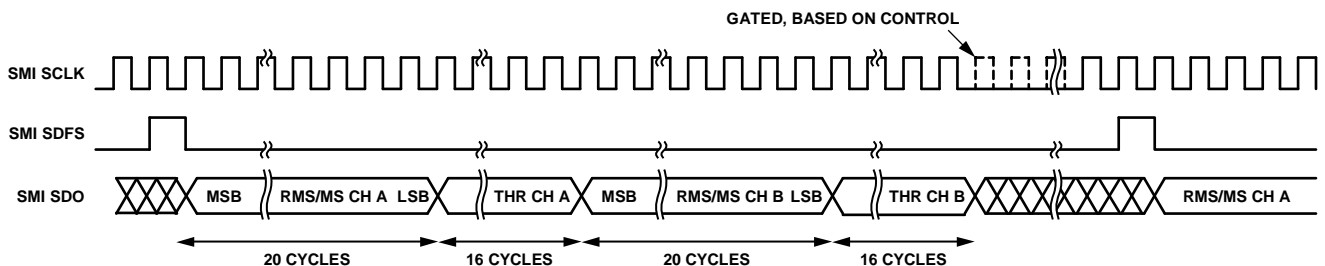 GATED, BASED ON CONTROL
SMI SCLK
SMI SDFS
SMI SDO
MSB RMS/MS CH A LSB THR CH A MSB RMS/MS CH B LSB THR CH B RMS/MS CH A
20 CYCLES 16 CYCLES 20 CYCLES 16 CYCLES